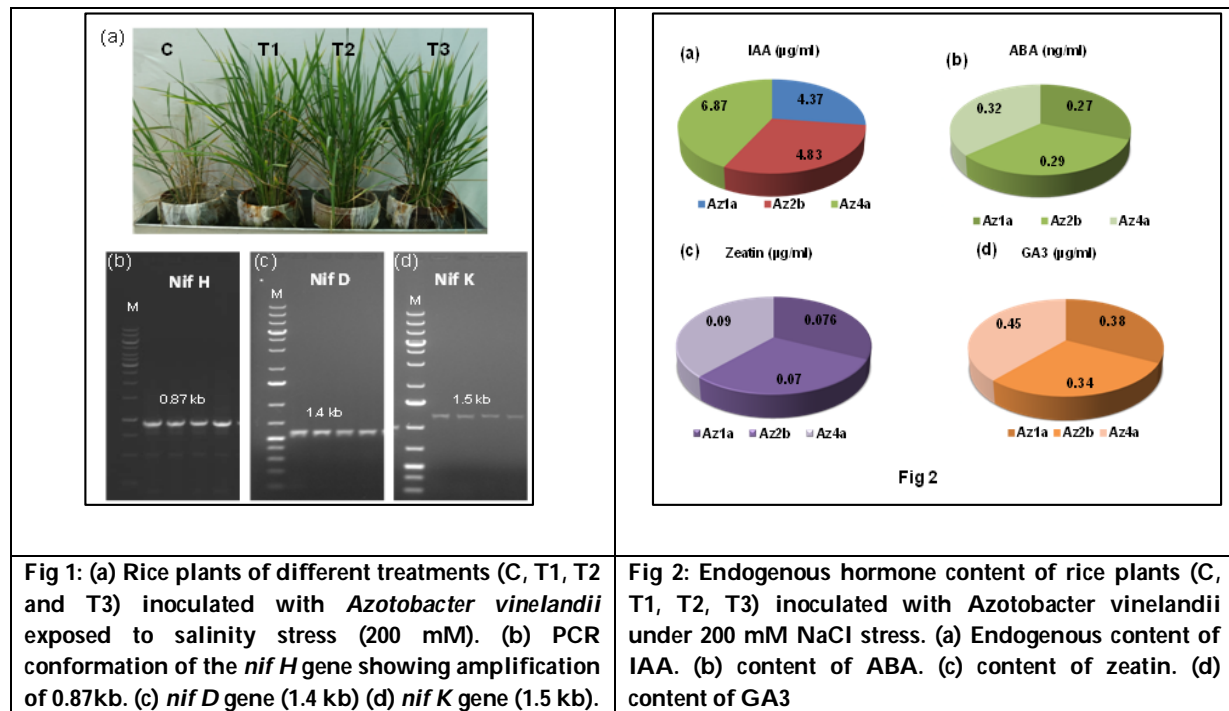 (a)
C T1 T2 T3
(b) (c) (d)
Nif H Nif D Nif K
M M M
0.87 kb 1.4 kb 1.5 kb
Fig 1: (a) Rice plants of different treatments (C, T1, T2
and T3) inoculated with Azotobacter vinelandii
exposed to salinity stress (200 mM). (b) PCR
conformation of the nif H gene showing amplification
of 0.87kb. (c) nif D gene (1.4 kb) (d) nif K gene (1.5 kb).
(a) IAA (µg/ml)
6.87 4.37
4.83
Az1a Az2b Az4a
(b) ABA (ng/ml)
0.32 0.27
0.29
Az1a Az2b Az4a
(c) Zeatin (µg/ml)
0.09 0.076
0.07
Az1a Az2b Az4a
(d) GA3 (µg/ml)
0.45 0.38
0.34
Az1a Az2b Az4a
Fig 2
Fig 2: Endogenous hormone content of rice plants (C,
T1, T2, T3) inoculated with Azotobacter vinelandii
under 200 mM NaCl stress. (a) Endogenous content of
IAA. (b) content of ABA. (c) content of zeatin. (d)
content of GA3